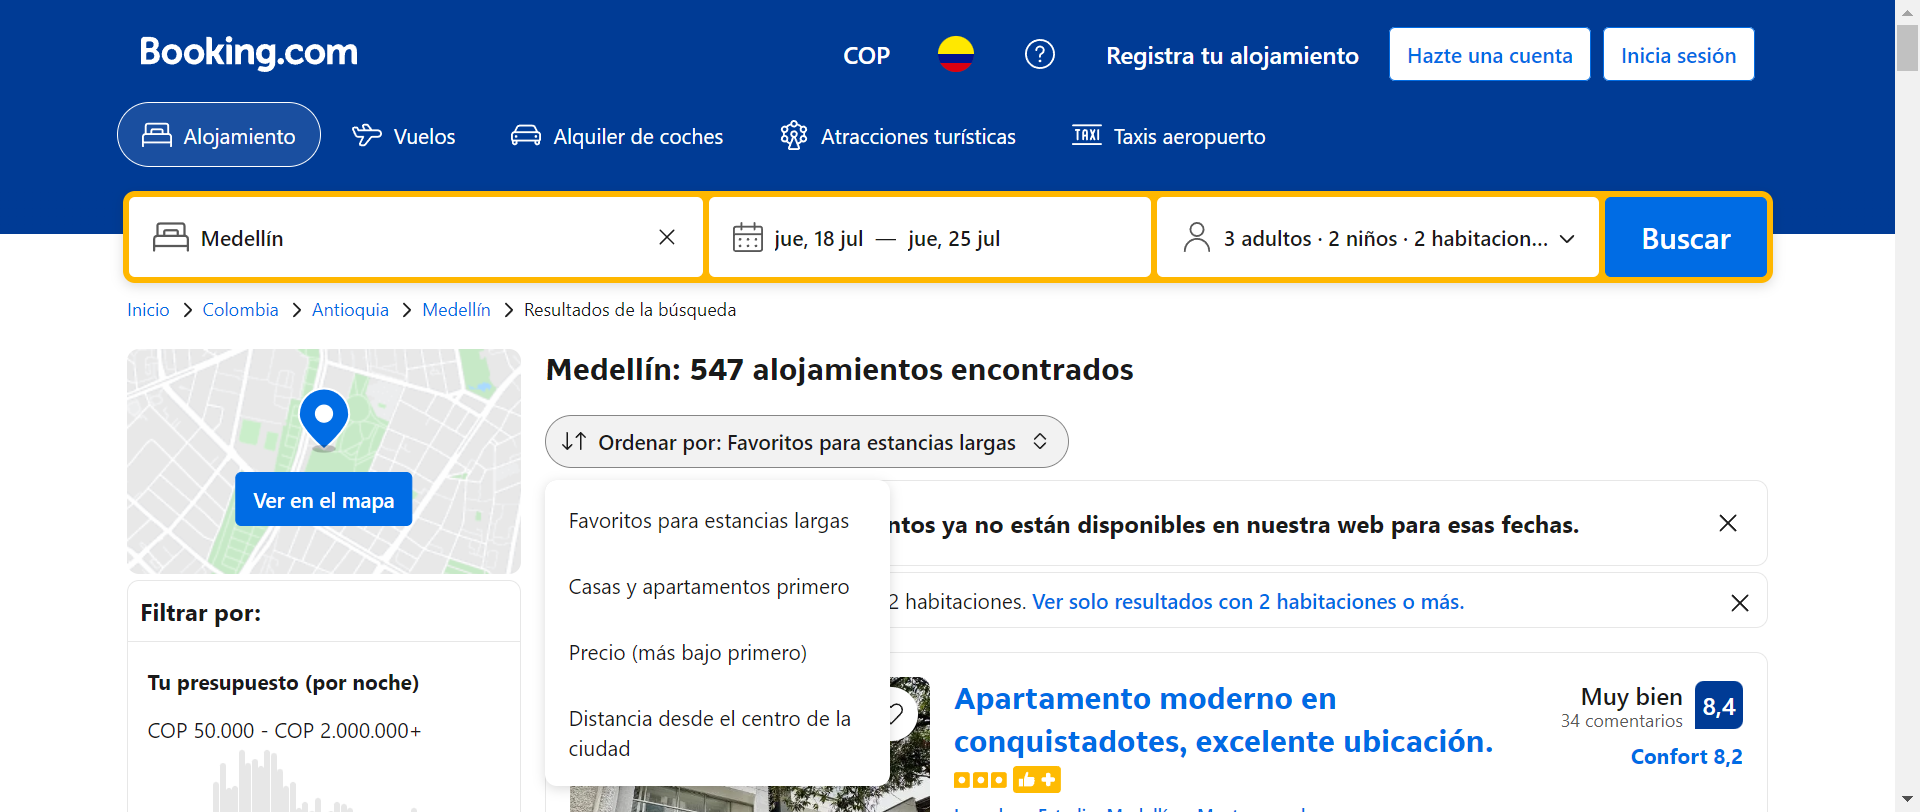 Booking.com
COP
Registra tu alojamiento
Hazte una cuenta
Inicia sesión
Alojamiento
Vuelos
Alquiler de coches
Atracciones turísticas
TAXI
Taxis aeropuerto
Medellín
jue, 18 jul — jue, 25 jul
3 adultos · 2 niños · 2 habitacion...
Buscar
Inicio
Colombia
Antioquia
Medellín
Resultados de la búsqueda
Ver en el mapa
Filtrar por:
Tu presupuesto (por noche)
COP 50.000 - COP 2.000.000+
Medellín: 547 alojamientos encontrados
Ordenar por: Favoritos para estancias largas
Favoritos para estancias largas
Casas y apartamentos primero
Precio (más bajo primero)
Distancia desde el centro de la
ciudad
ntos ya no están disponibles en nuestra web para esas fechas.
2 habitaciones. Ver solo resultados con 2 habitaciones o más.
Apartamento moderno en
conquistadotes, excelente ubicación.
Muy bien
34 comentarios
8,4
Confort 8,2